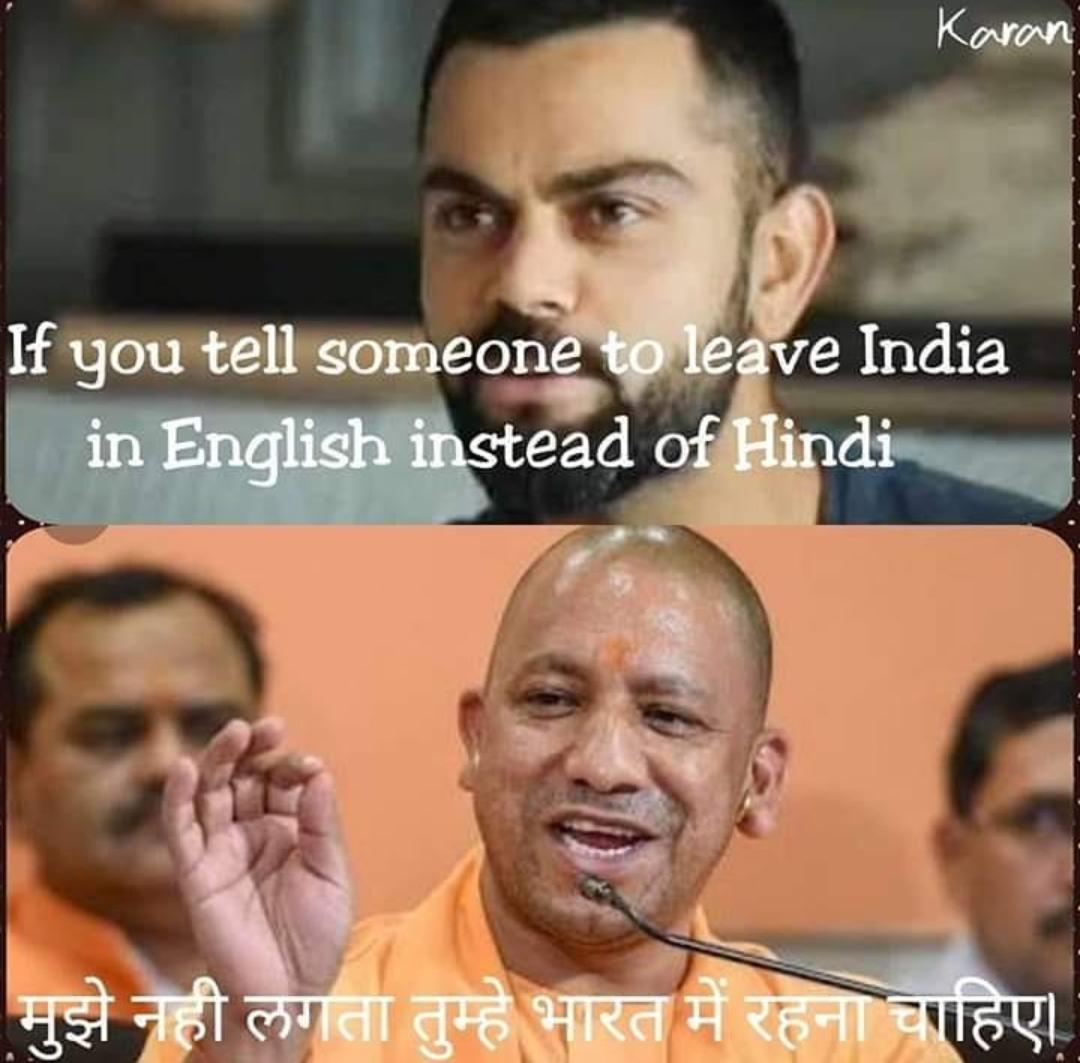 Karan
If you tell someone to leave India
in English instead of Hindi
मुझे नही लगता तुम्हे भारत में रहना चाहिए|